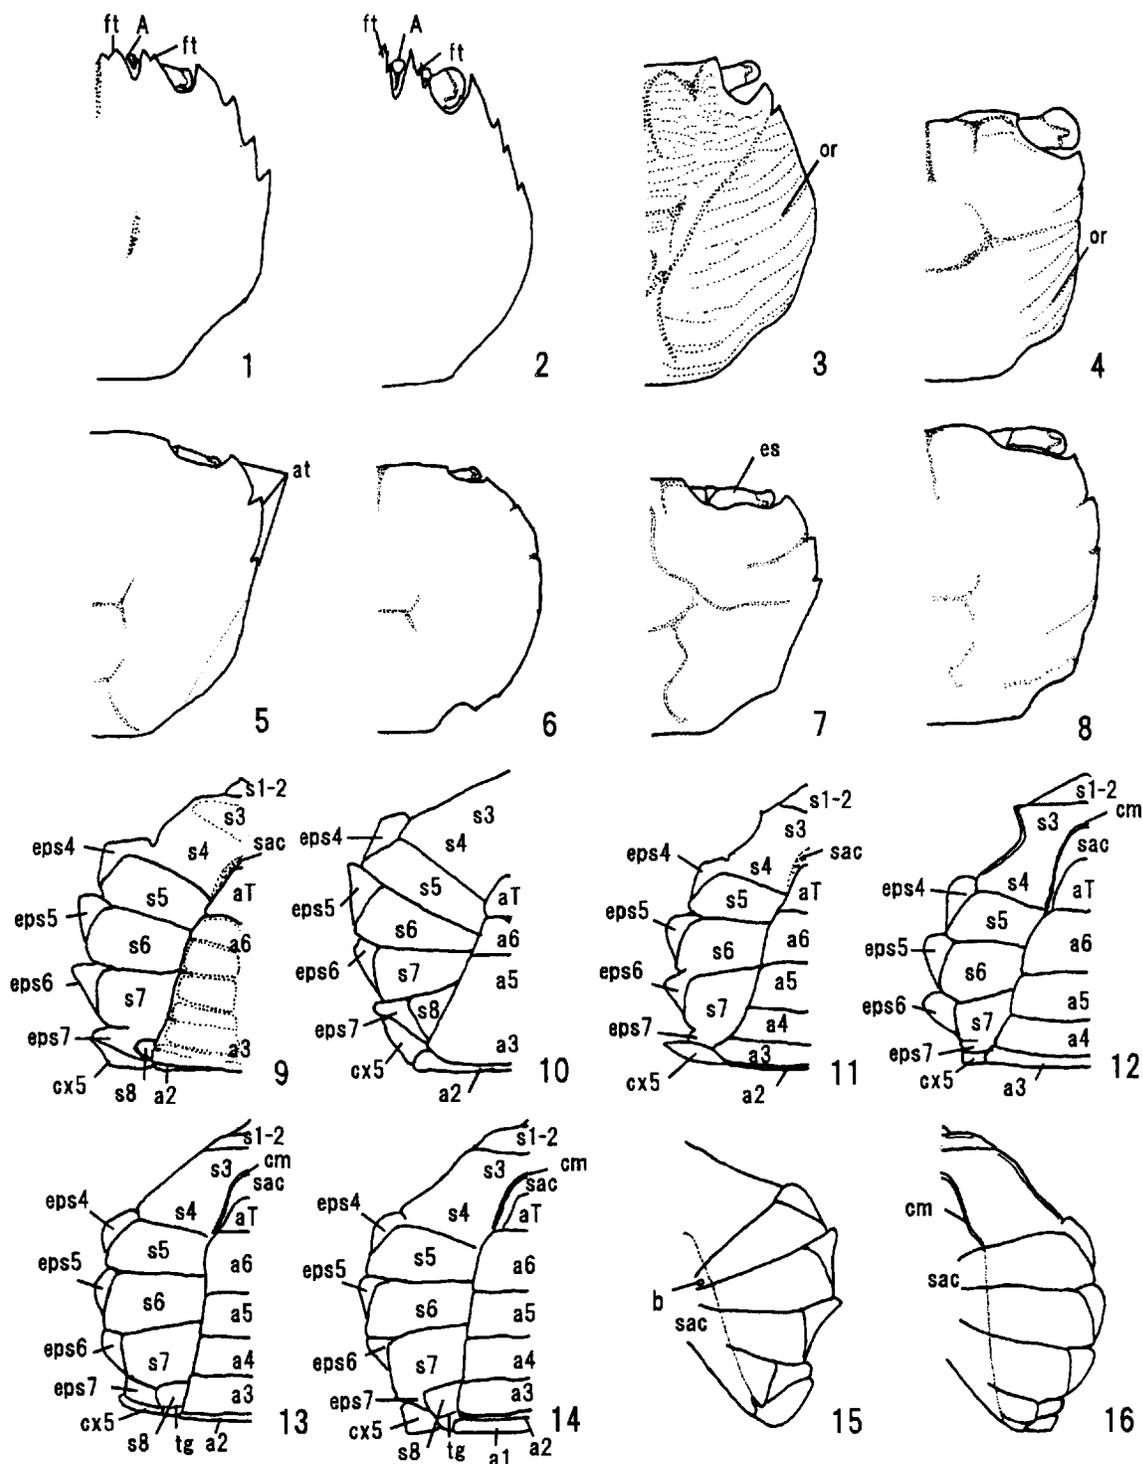 ft A ft
ft A ft
or
or
1
2
3
4
at
es
5
6
7
8
s1-2
s3
eps4
s4
sac
s5
aT
eps5
s6
a6
eps6
s7
eps7
a3
cx5
s8
a2
9
s3
eps4
s4
s5
aT
eps5
s6
a6
eps6
s7
a5
s8
eps7
a3
cx5
a2
10
s1-2
s3
eps4
s4
sac
s5
aT
eps5
s6
a6
eps6
a5
s7
a4
eps7
a3
cx5
a2
11
s1-2
cm
s3
sac
eps4
s4
aT
s5
a6
eps5
s6
eps6
a5
s7
a4
eps7
cx5
a3
12
s1-2
cm
s3
sac
eps4
s4
aT
s5
eps5
a6
s6
a5
eps6
s7
a4
eps7
a3
cx5
s8
tg
a2
13
s1-2
s3
cm
sac
eps4
s4
aT
s5
a6
eps5
s6
a5
eps6
s7
a4
eps7
a3
cx5
s8
tg
a1
a2
14
b
sac
15
cm
sac
16